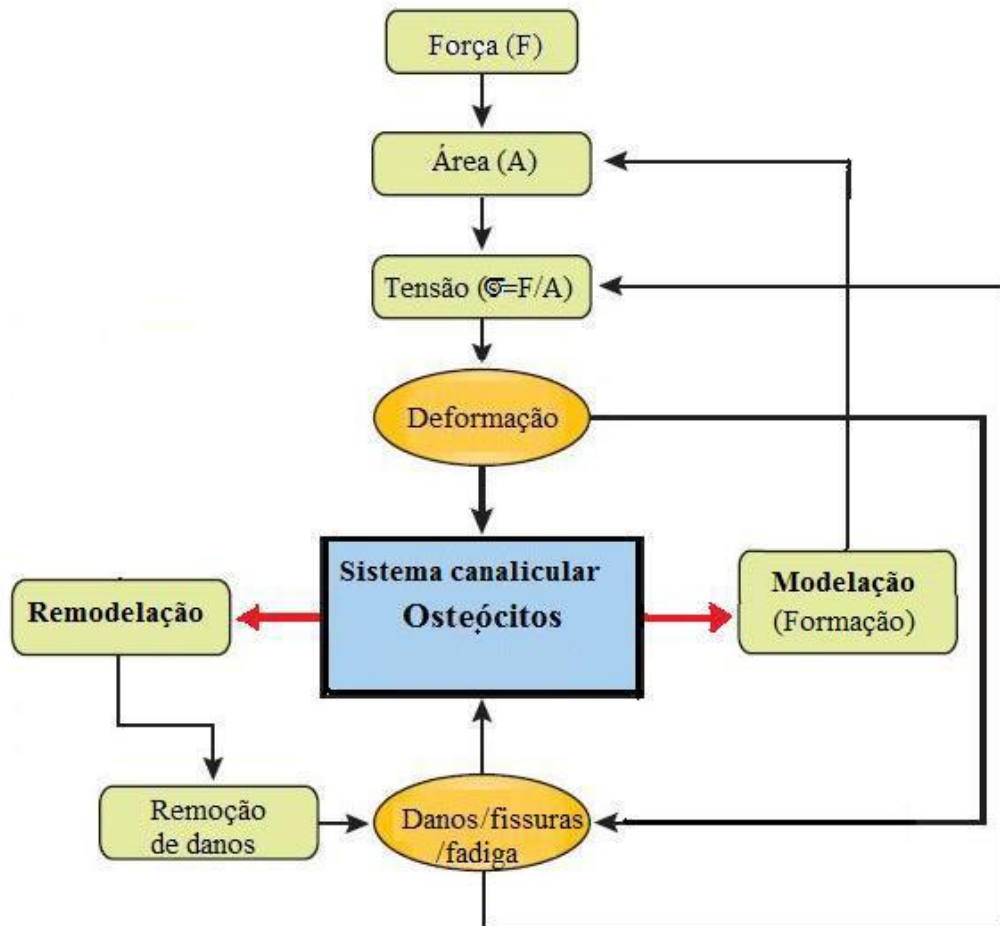 Força (F)
Área (A)
Tensão (σ=F/A)
Deformação
Sistema canalicular
Osteócitos
Remodelação
Modelação
(Formação)
Remoção
de danos
Danos/fissuras
/fadiga